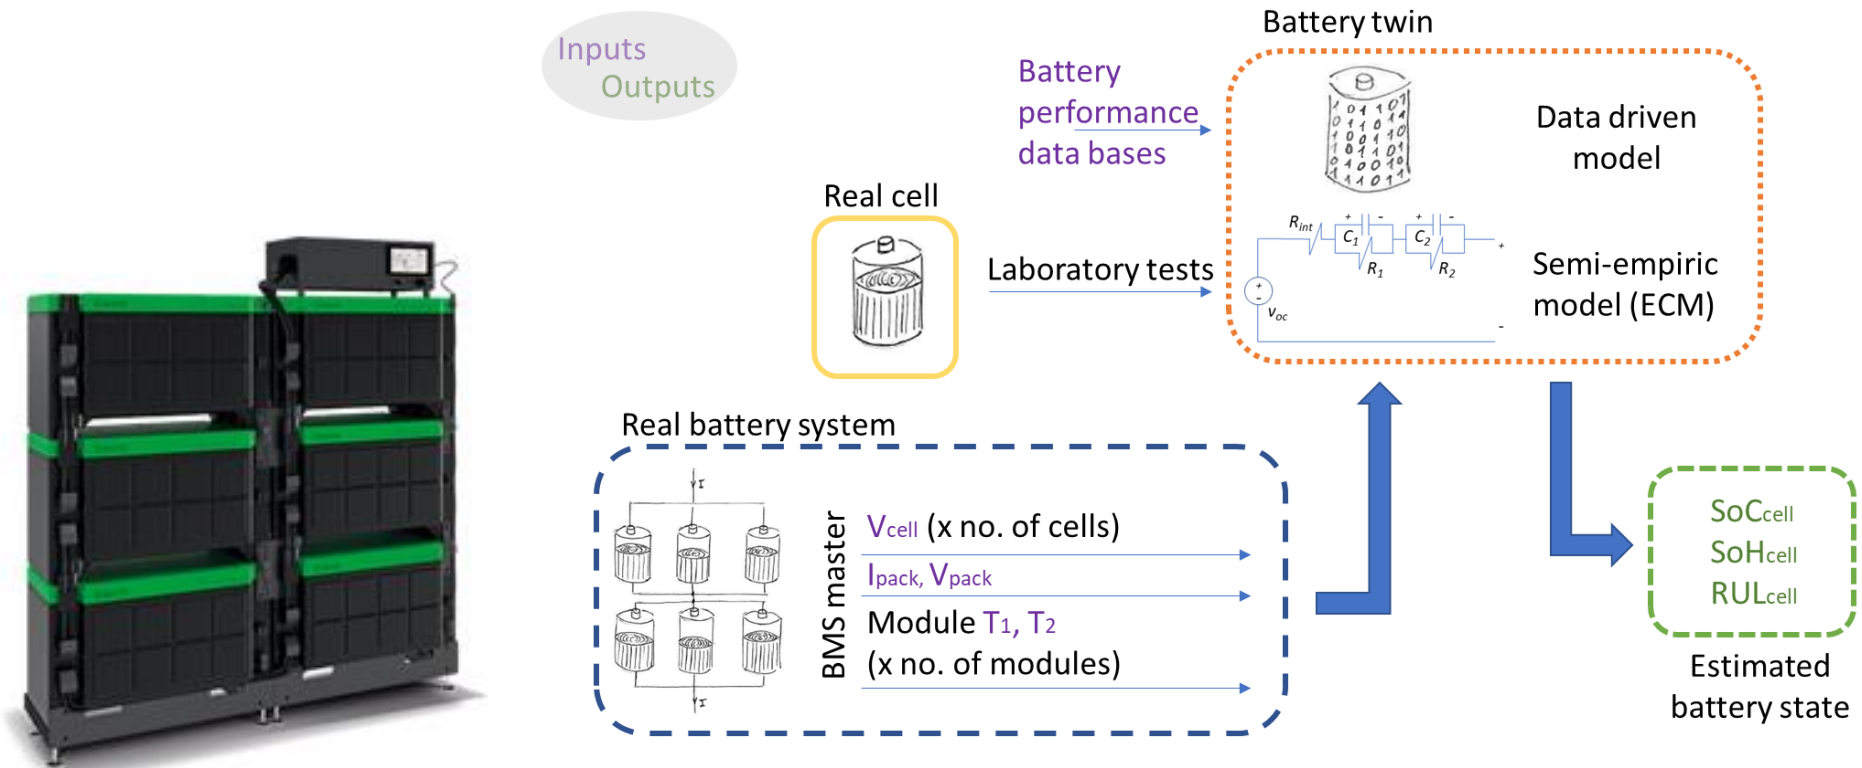 Inputs
Outputs
Battery twin
Battery
performance
data bases
Data driven
model
Real cell
Laboratory tests
Rint
+ -
C1
R1
+ -
C2
R2
+
+
-
voc
-
Semi-empiric
model (ECM)
Real battery system
I
I
BMS master
Vcell (x no. of cells)
Ipack, Vpack
Module T1, T2
(x no. of modules)
SoCcell
SoHcell
RULcell
Estimated
battery state